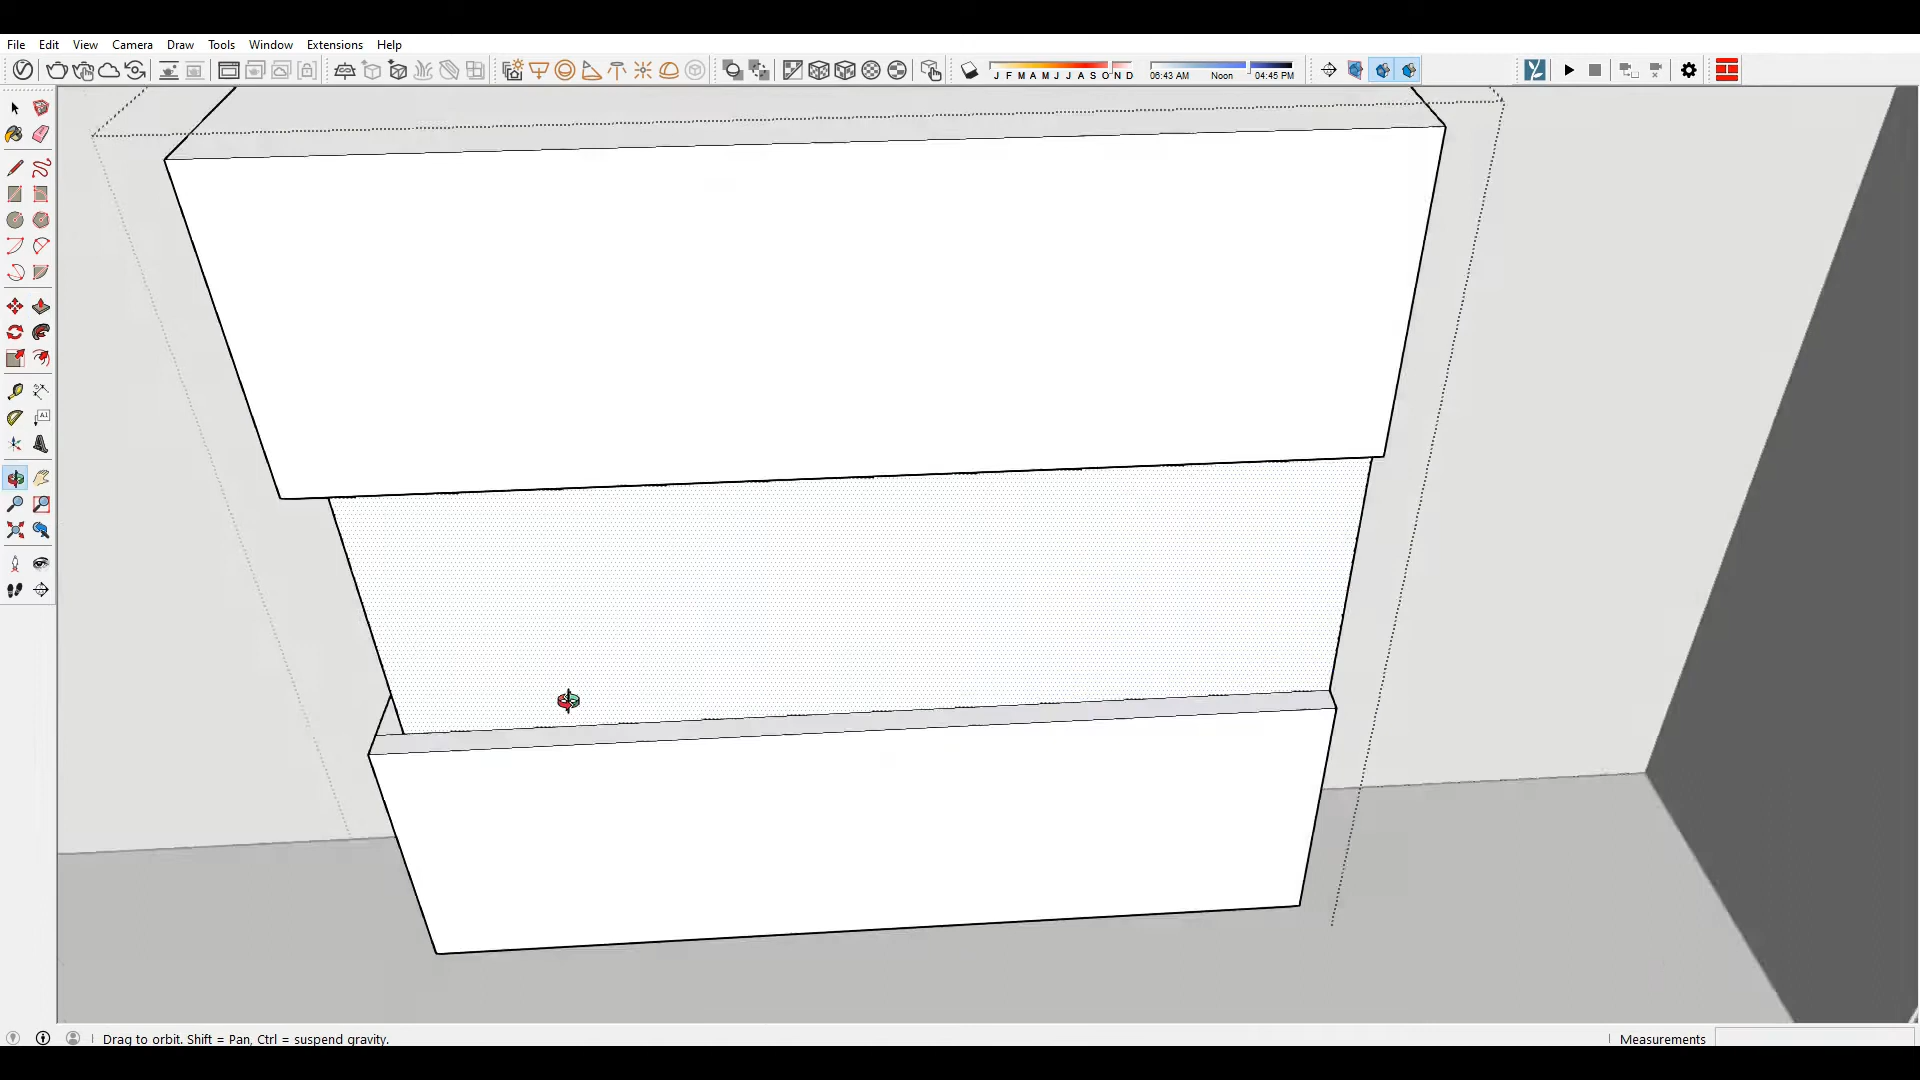 File Edit View Camera Draw Tools Window Extensions Help
J F M A M J J A S O N D 06:43 AM Noon 04:45 PM
A1
Drag to orbit. Shift = Pan, Ctrl = suspend gravity. Measurements